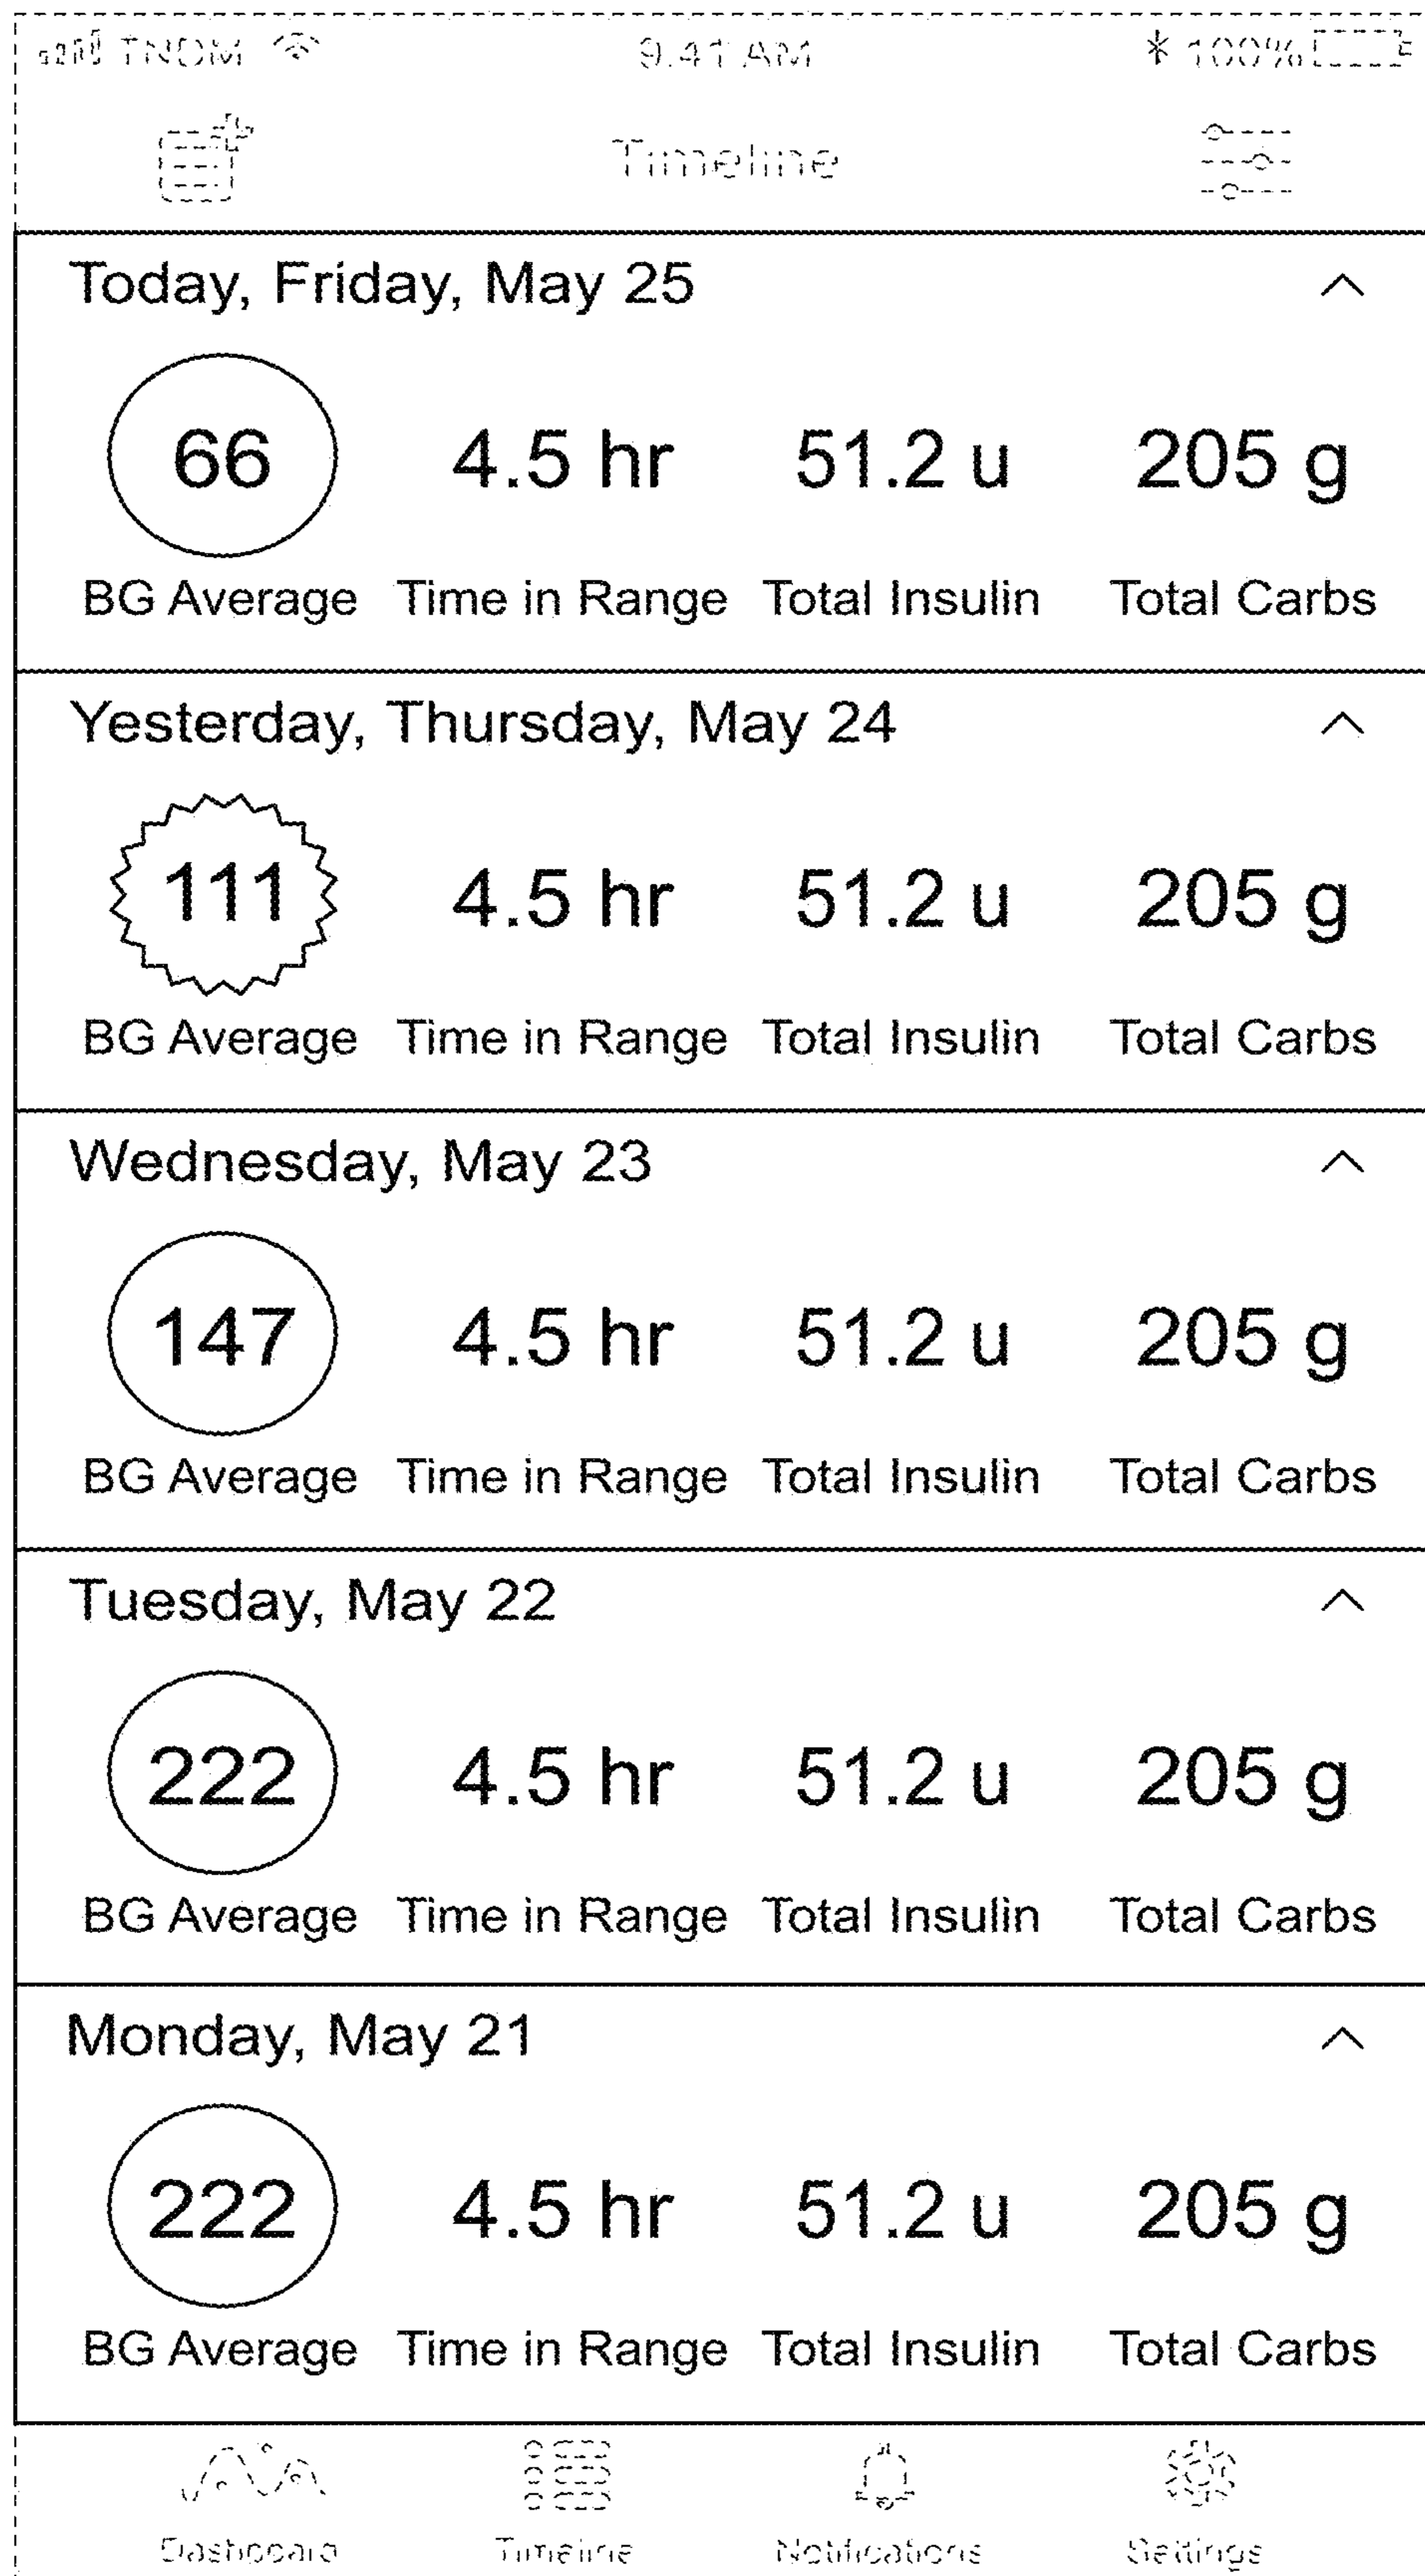 TNDM 9:41 AM 100%
Timeline
Today, Friday, May 25
66 4.5 hr 51.2 u 205 g
BG Average Time in Range Total Insulin Total Carbs
Yesterday, Thursday, May 24
111 4.5 hr 51.2 u 205 g
BG Average Time in Range Total Insulin Total Carbs
Wednesday, May 23
147 4.5 hr 51.2 u 205 g
BG Average Time in Range Total Insulin Total Carbs
Tuesday, May 22
222 4.5 hr 51.2 u 205 g
BG Average Time in Range Total Insulin Total Carbs
Monday, May 21
222 4.5 hr 51.2 u 205 g
BG Average Time in Range Total Insulin Total Carbs
Dashboard Timeline Notifications Settings